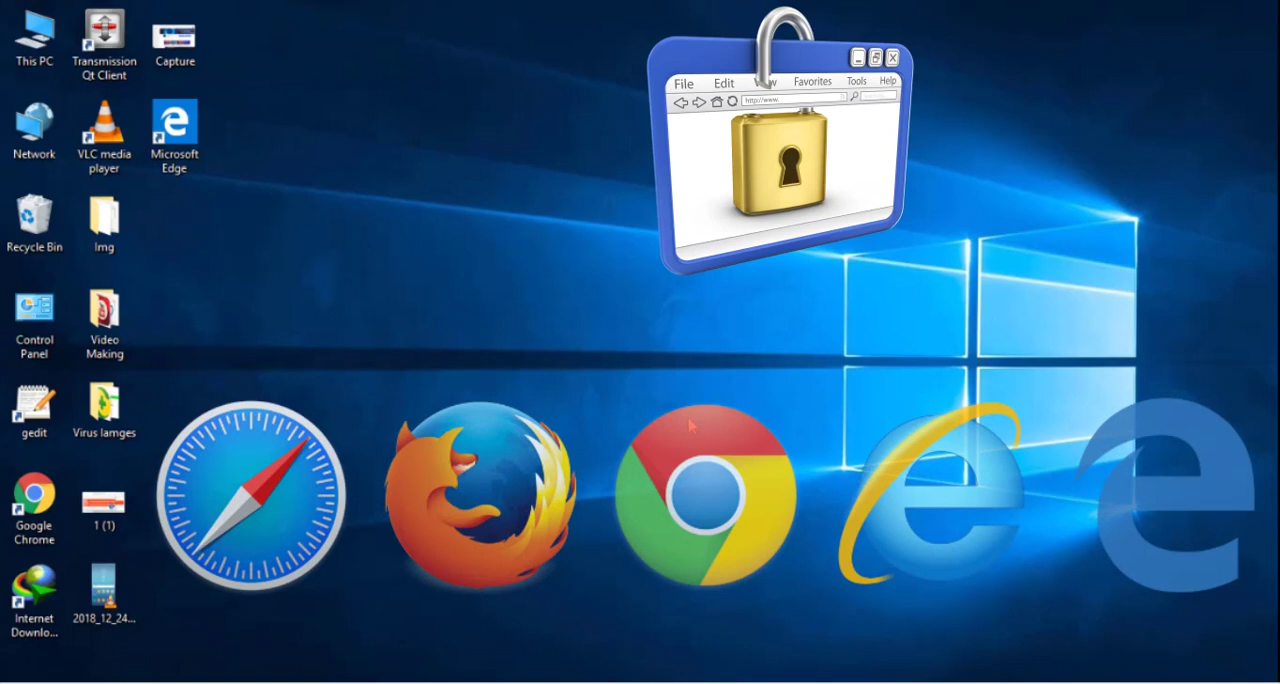 This PC
Transmission
Qt Client
Capture
Network
VLC media
player
Microsoft
Edge
Recycle Bin
Img
Control
Panel
Video
Making
gedit
Virus Iamges
Google
Chrome
1 (1)
Internet
Downlo...
2018_12_24...
File Edit View Favorites Tools Help
http://www.